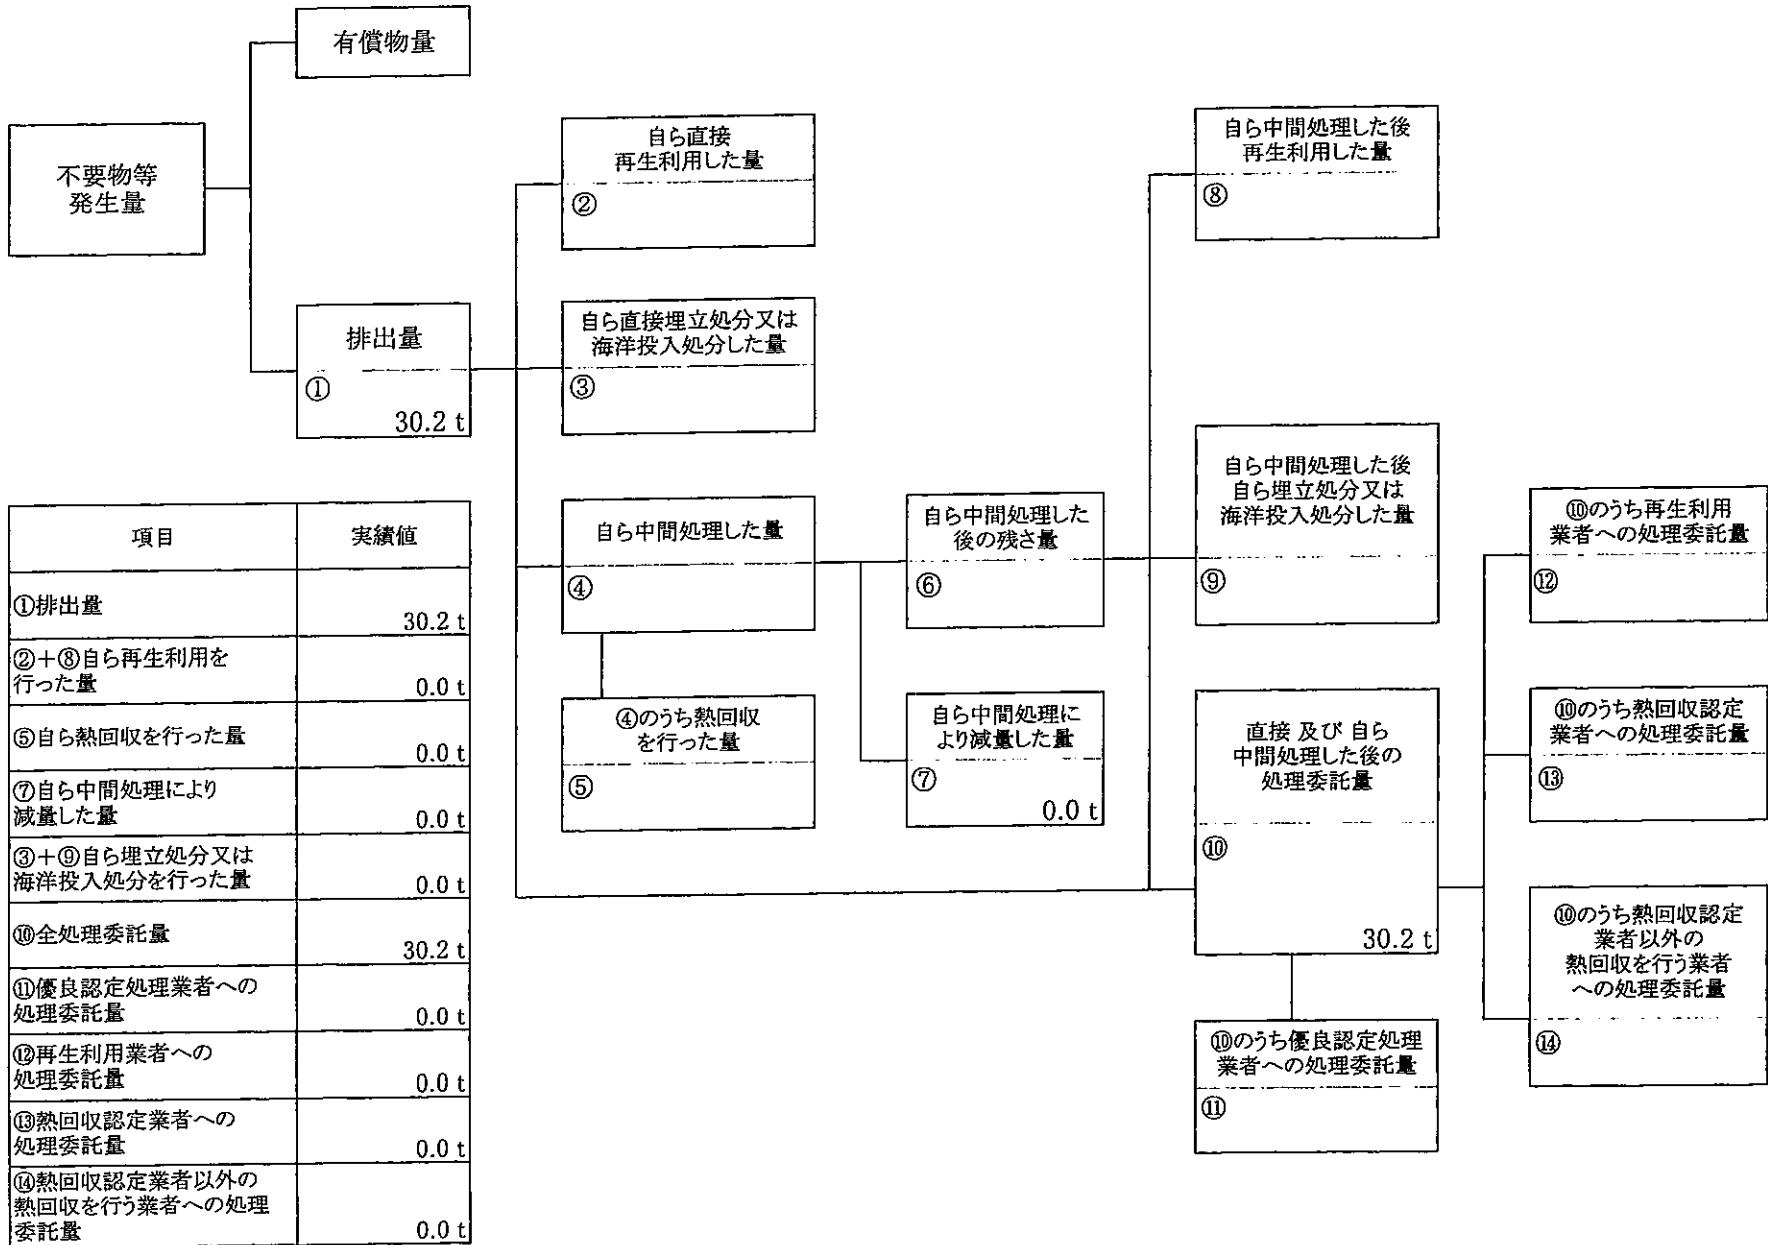 有償物量
不要物等
発生量
排出量
①
30.2 t
自ら直接
再生利用した量
②
自ら直接埋立処分又は
海洋投入処分した量
③
自ら中間処理した量
④
④のうち熱回収
を行った量
⑤
自ら中間処理した
後の残さ量
⑥
自ら中間処理に
より減量した量
⑦
0.0 t
自ら中間処理した後
再生利用した量
⑧
自ら中間処理した後
自ら埋立処分又は
海洋投入処分した量
⑨
直接 及び 自ら
中間処理した後の
処理委託量
⑩
30.2 t
⑩のうち優良認定処理
業者への処理委託量
⑪
⑩のうち再生利用
業者への処理委託量
⑫
⑩のうち熱回収認定
業者への処理委託量
⑬
⑩のうち熱回収認定
業者以外の
熱回収を行う業者
への処理委託量
⑭
項目 実績値
①排出量
30.2 t
②+⑧自ら再生利用を
行った量 0.0 t
⑤自ら熱回収を行った量
0.0 t
⑦自ら中間処理により
減量した量 0.0 t
③+⑨自ら埋立処分又は
海洋投入処分を行った量 0.0 t
⑩全処理委託量
30.2 t
⑪優良認定処理業者への
処理委託量 0.0 t
⑫再生利用業者への
処理委託量 0.0 t
⑬熱回収認定業者への
処理委託量 0.0 t
⑭熱回収認定業者以外の
熱回収を行う業者への処理
委託量 0.0 t